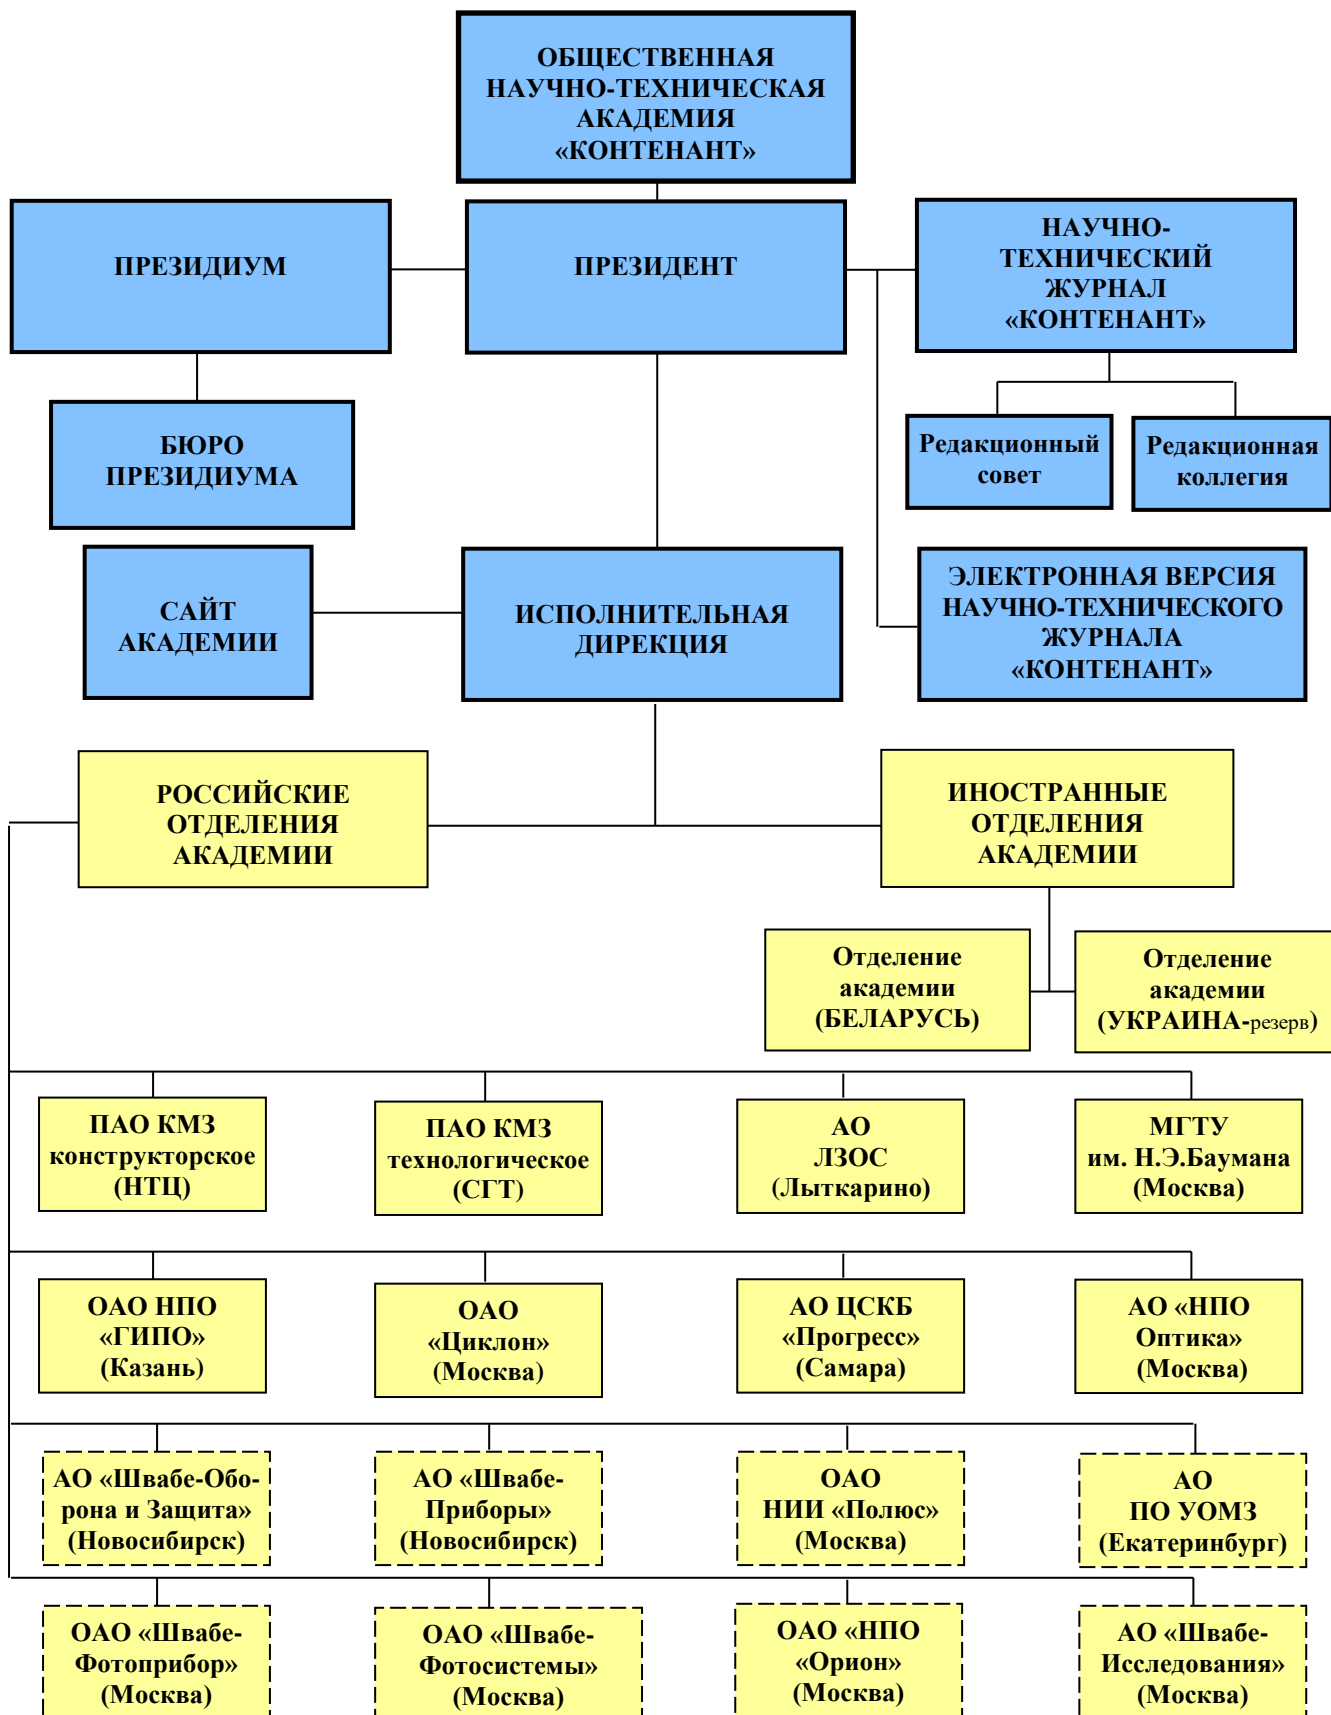 ОБЩЕСТВЕННАЯ
НАУЧНО-ТЕХНИЧЕСКАЯ
АКАДЕМИЯ
«КОНТЕНАНТ»
ПРЕЗИДИУМ
ПРЕЗИДЕНТ
НАУЧНО-
ТЕХНИЧЕСКИЙ
ЖУРНАЛ
«КОНТЕНАНТ»
БЮРО
ПРЕЗИДИУМА
Редакционный
совет
Редакционная
коллегия
САЙТ
АКАДЕМИИ
ИСПОЛНИТЕЛЬНАЯ
ДИРЕКЦИЯ
ЭЛЕКТРОННАЯ ВЕРСИЯ
НАУЧНО-ТЕХНИЧЕСКОГО
ЖУРНАЛА
«КОНТЕНАНТ»
РОССИЙСКИЕ
ОТДЕЛЕНИЯ
АКАДЕМИИ
ИНОСТРАННЫЕ
ОТДЕЛЕНИЯ
АКАДЕМИИ
Отделение
академии
(БЕЛАРУСЬ)
Отделение
академии
(УКРАИНА-резерв)
ПАО КМЗ
конструкторское
(НТЦ)
ПАО КМЗ
технологическое
(СГТ)
АО
ЛЗОС
(Лыткарино)
МГТУ
им. Н.Э.Баумана
(Москва)
ОАО НПО
«ГИПО»
(Казань)
ОАО
«Циклон»
(Москва)
АО ЦСКБ
«Прогресс»
(Самара)
АО «НПО
Оптика»
(Москва)
АО «Швабе-Обо-
рона и Защита»
(Новосибирск)
АО «Швабе-
Приборы»
(Новосибирск)
ОАО
НИИ «Полюс»
(Москва)
АО
ПО УОМЗ
(Екатеринбург)
ОАО «Швабе-
Фотоприбор»
(Москва)
ОАО «Швабе-
Фотосистемы»
(Москва)
ОАО «НПО
«Орион»
(Москва)
АО «Швабе-
Исследования»
(Москва)